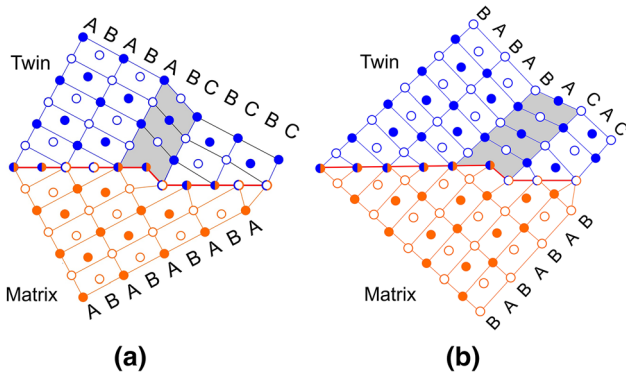 A B A B A B C B C B C
Twin
Matrix
A B A B A B A B A
(a)
B A B A B A C A C
Twin
Matrix
B A B A B A B
(b)